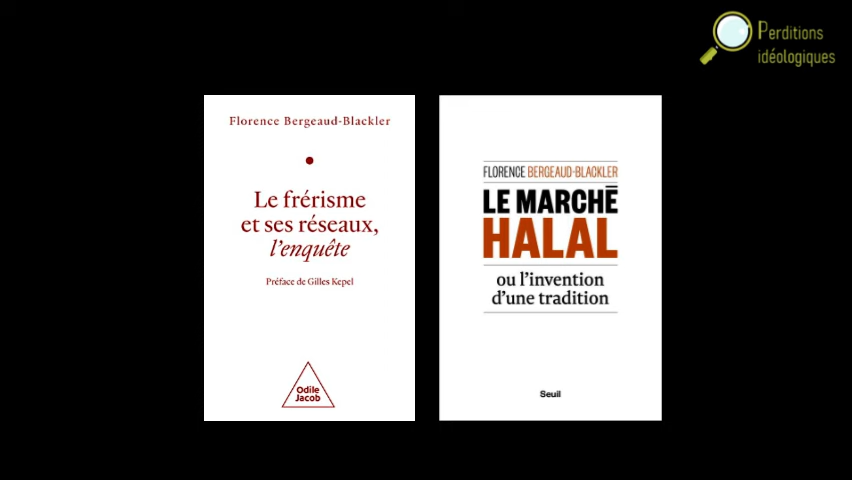 Perditions
idéologiques
Florence Bergeaud-Blackler
Le frérisme
et ses réseaux,
l'enquête
Préface de Gilles Kepel
Odile
Jacob
FLORENCE BERGEAUD-BLACKLER
LE MARCHÉ
HALAL
ou l'invention
d'une tradition
Seuil